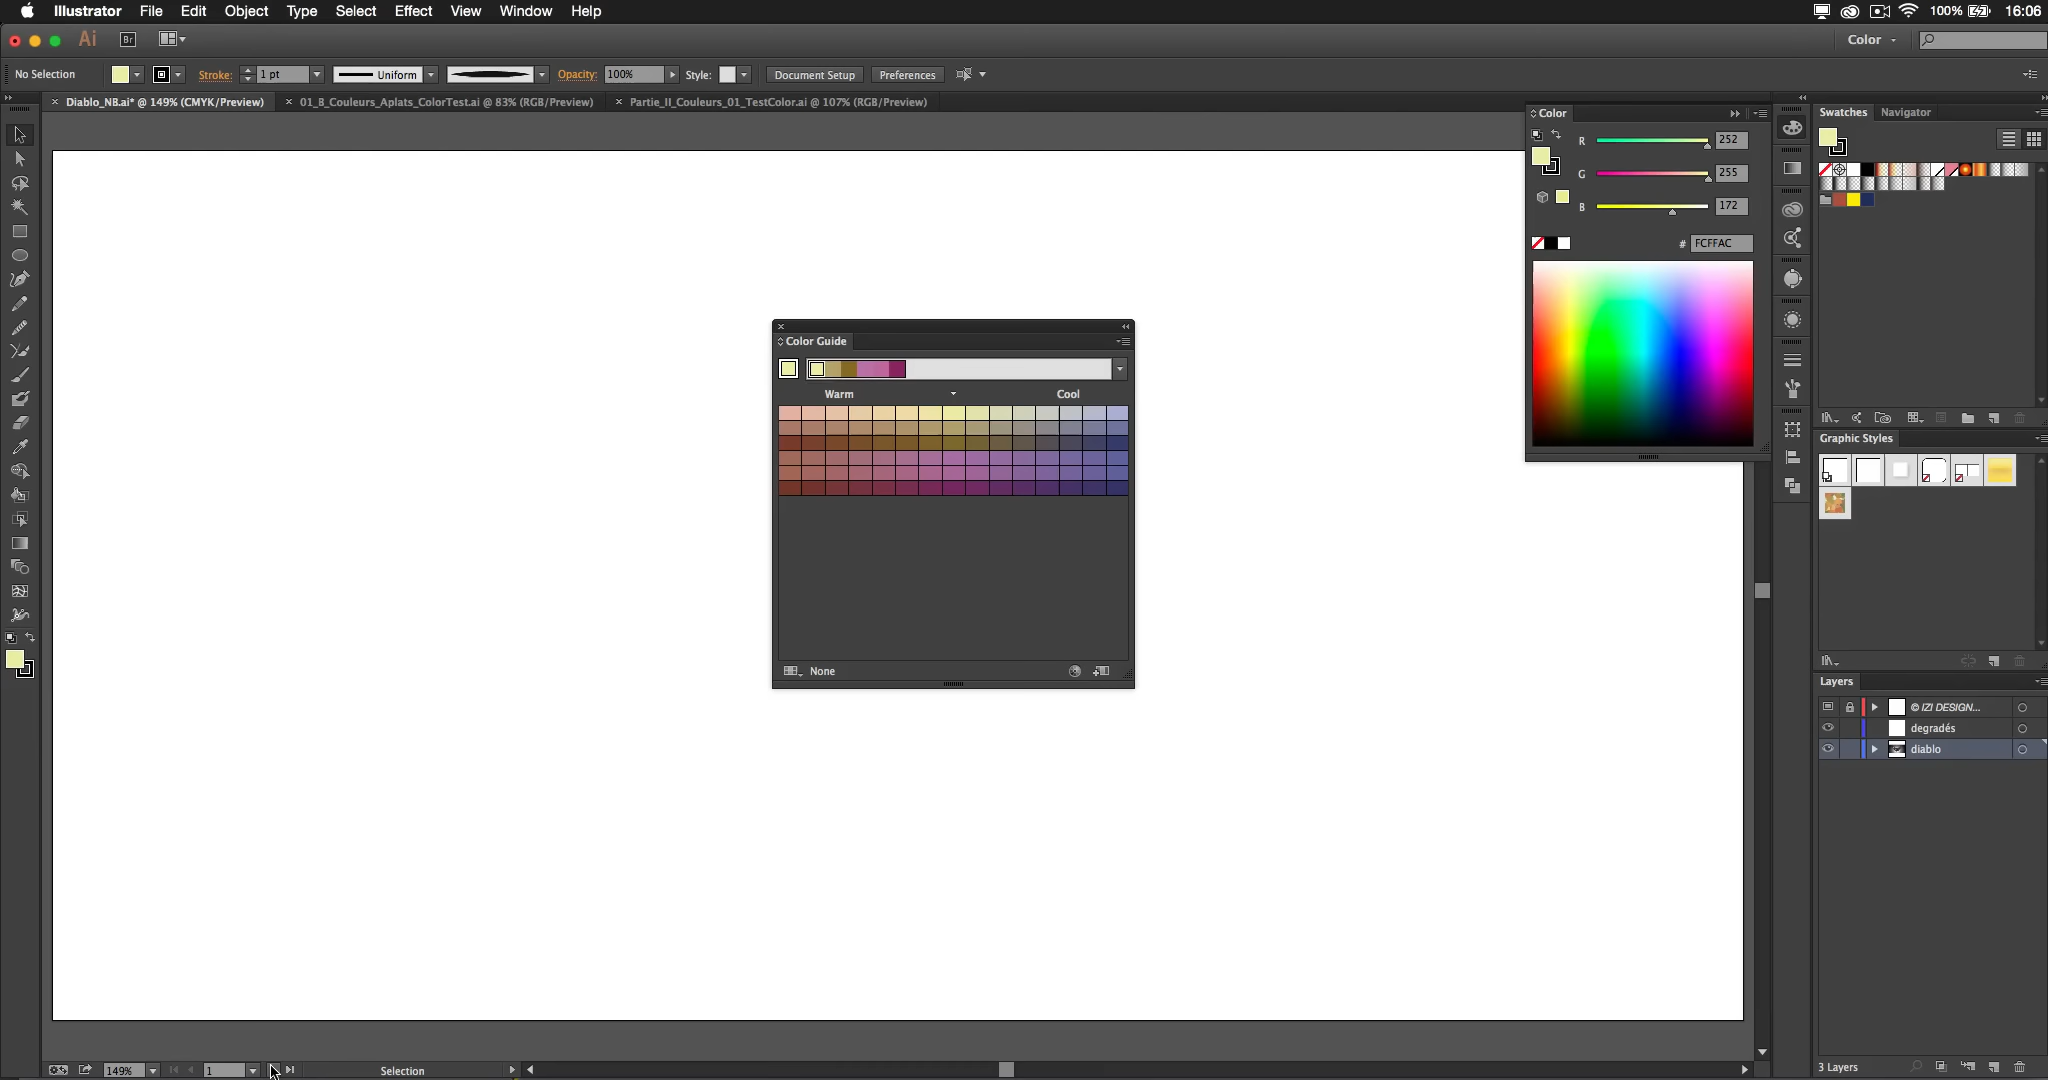 Illustrator File Edit Object Type Select Effect View Window Help 100% 16:06
Ai Br Color
No Selection Stroke: 1 pt Uniform Opacity: 100% Style: Document Setup Preferences
Diablo_NB.ai* @ 149% (CMYK/Preview) 01_B_Couleurs_Aplats_ColorTest.ai @ 83% (RGB/Preview) Partie_II_Couleurs_01_TestColor.ai @ 107% (RGB/Preview)
Color
R 252
G 255
B 172
# FCFFAC
Swatches Navigator
Color Guide
Warm Cool
None
Graphic Styles
Layers
© IZI DESIGN...
degradés
diablo
3 Layers
149% 1 Selection